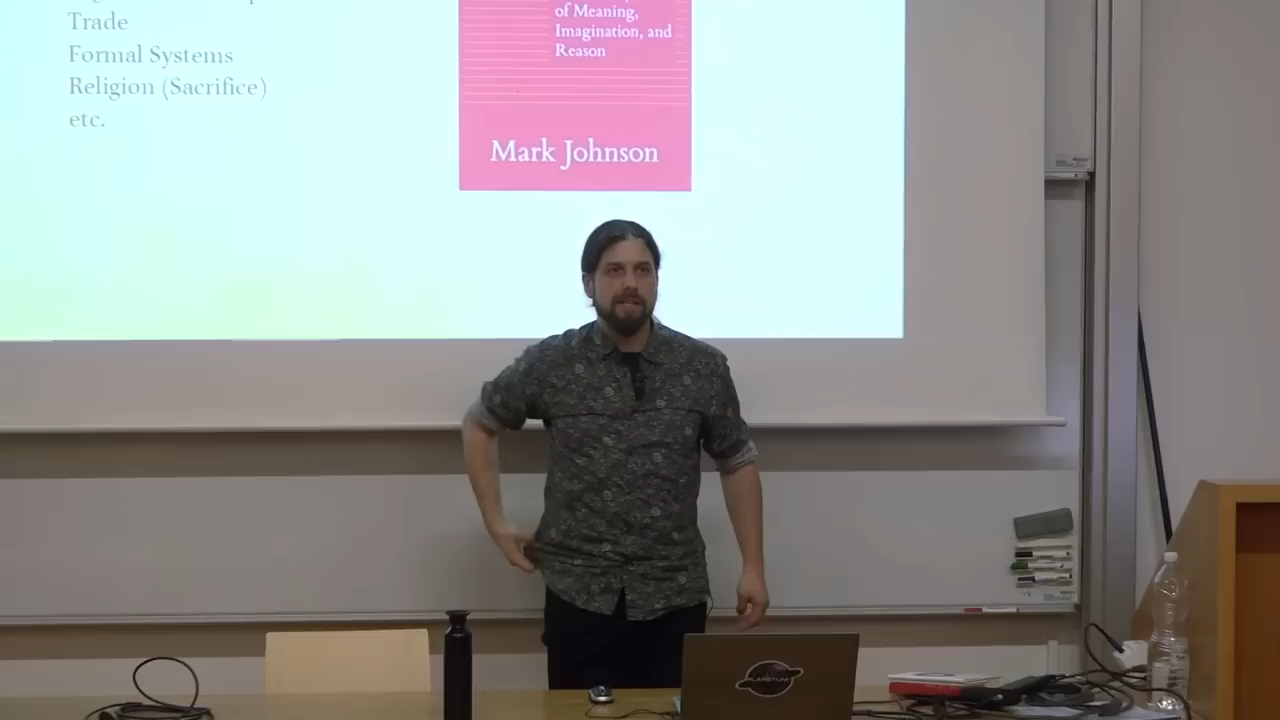 Trade
Formal Systems
Religion (Sacrifice)
etc.
of Meaning,
Imagination, and
Reason
Mark Johnson